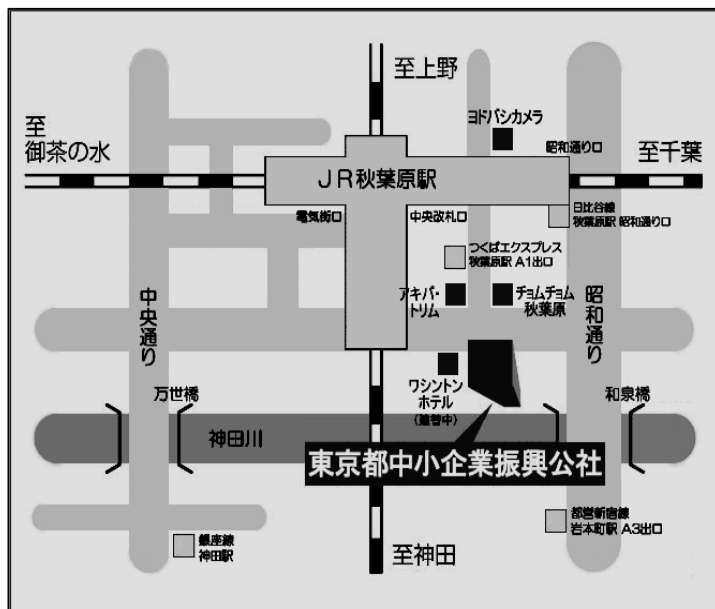 至上野
ヨドバシカメラ
至
御茶の水
昭和通り口
至千葉
JR秋葉原駅
電気街口
中央改札口
日比谷線
秋葉原駅 昭和通り口
つくばエクスプレス
秋葉原駅 A1出口
アキバ・
トリム
チョムチョム
秋葉原
中央通り
昭和通り
万世橋
ワシントン
ホテル
(建替中)
和泉橋
神田川
東京都中小企業振興公社
銀座線
神田駅
至神田
都営新宿線
岩本町駅 A3出口